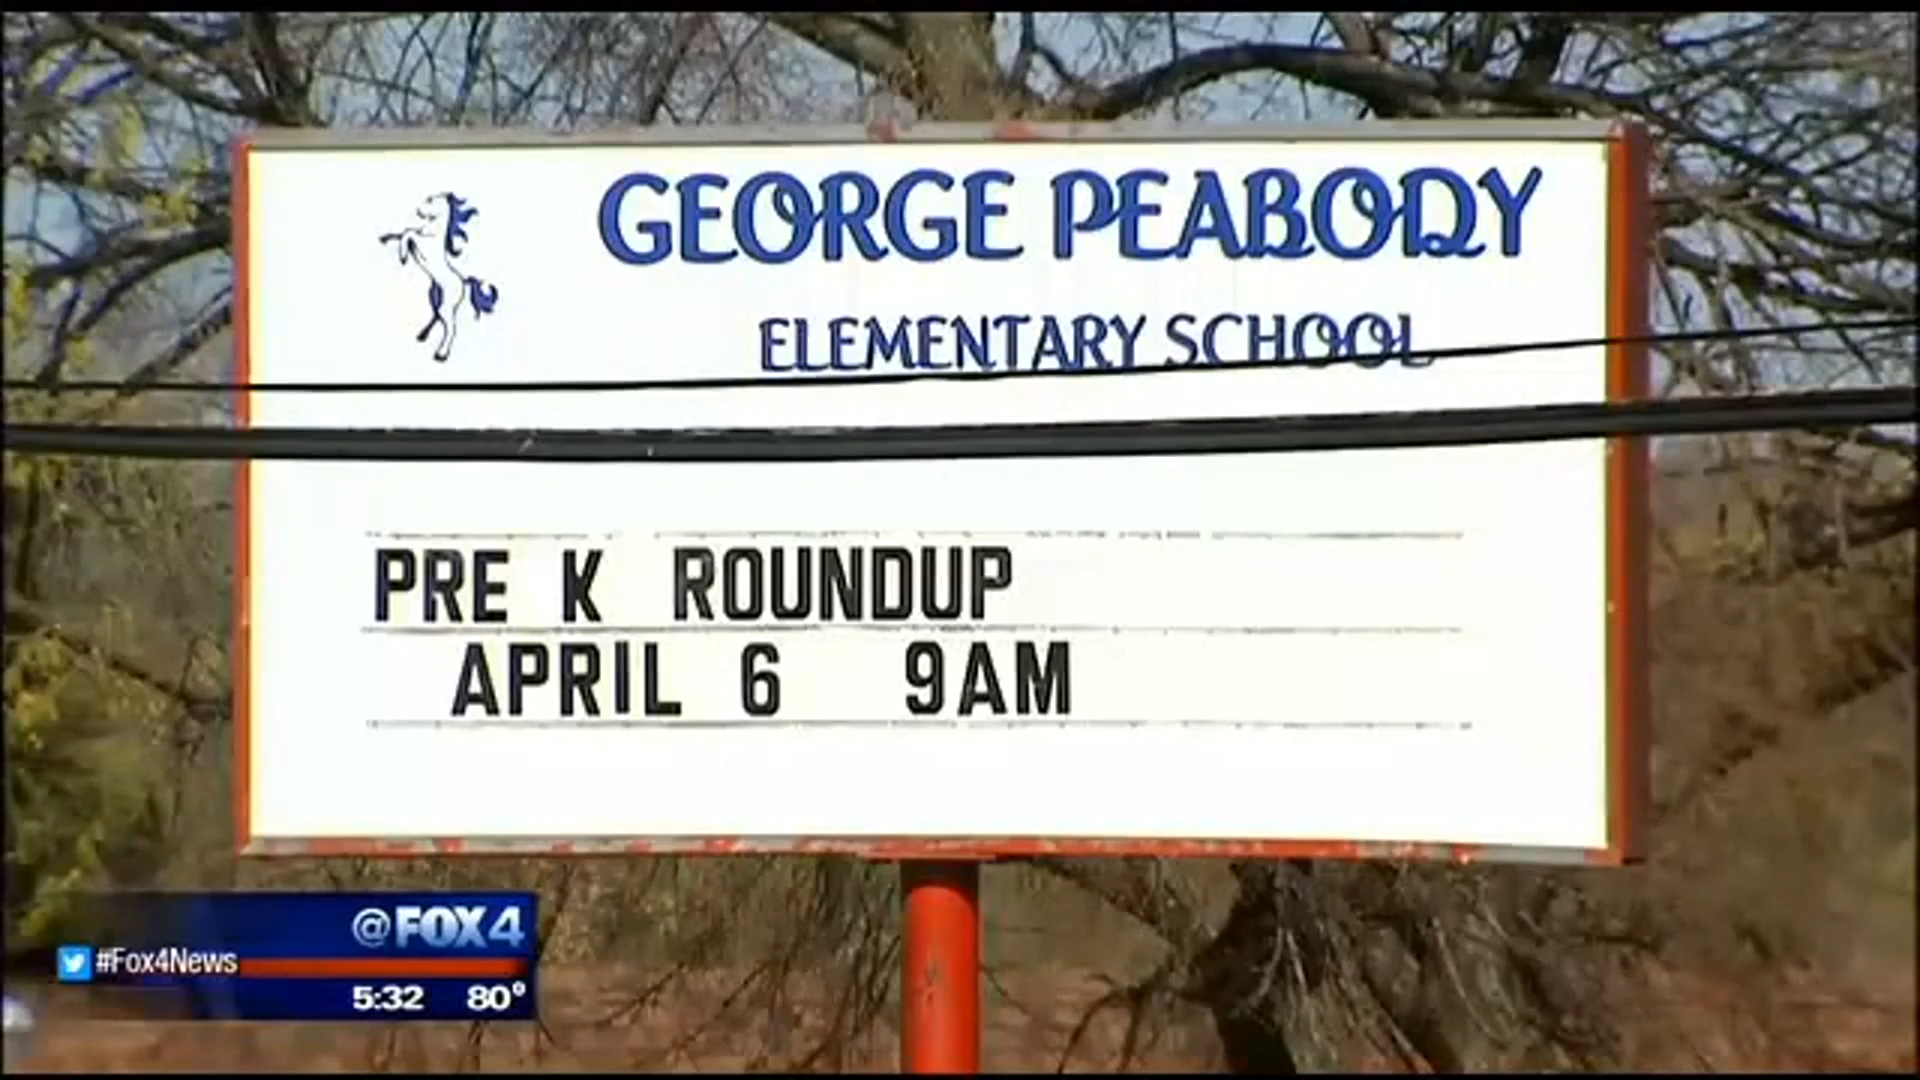 GEORGE PEABODY
ELEMENTARY SCHOOL
PRE K ROUNDUP
APRIL 6 9AM
@FOX4
#Fox4News
5:32 80°